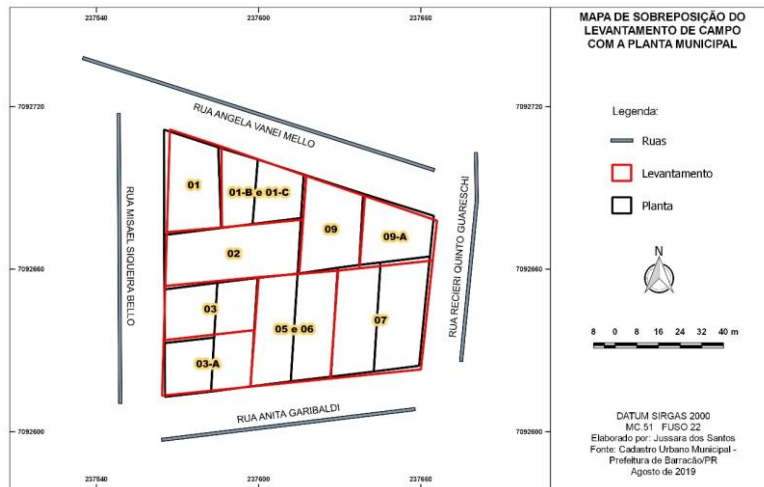 237540 237600 237660
MAPA DE SOBREPOSIÇÃO DO
LEVANTAMENTO DE CAMPO
COM A PLANTA MUNICIPAL
7092720
7092720
RUA ANGELA VANEI MELLO
RUA MISAEL SIQUEIRA BELLO
RUA RECIERI QUINTO GUARESCHI
01
01-B e 01-C
09
09-A
02
03
05 e 06
07
03-A
7092660
7092660
RUA ANITA GARIBALDI
7092600
7092600
237540 237600 237660
Legenda:
Ruas
Levantamento
Planta
N
8 0 8 16 24 32 40 m
DATUM SIRGAS 2000
MC.51 FUSO 22
Elaborado por: Jussara dos Santos
Fonte: Cadastro Urbano Municipal -
Prefeitura de Barracão/PR
Agosto de 2019